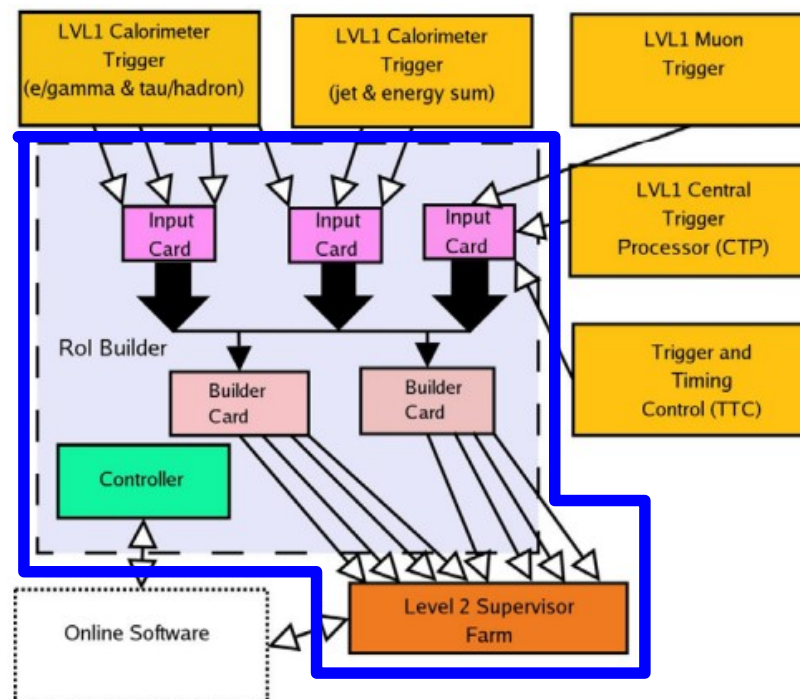 LVL1 Calorimeter
Trigger
(e/gamma & tau/hadron)
LVL1 Calorimeter
Trigger
(jet & energy sum)
LVL1 Muon
Trigger
LVL1 Central
Trigger
Processor (CTP)
Trigger and
Timing
Control (TTC)
Input
Card
Input
Card
Input
Card
RoI Builder
Builder
Card
Builder
Card
Controller
Online Software
Level 2 Supervisor
Farm